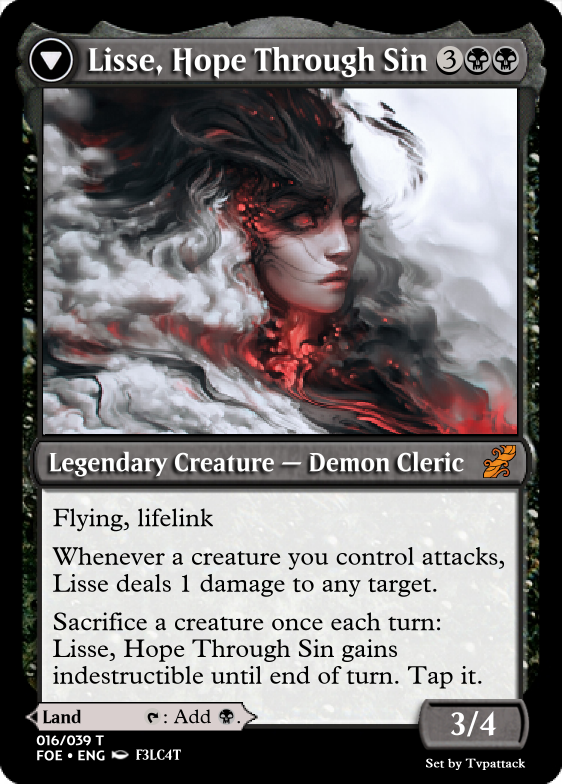 Lisse, Hope Through Sin 3
Legendary Creature — Demon Cleric
Flying, lifelink
Whenever a creature you control attacks,
Lisse deals 1 damage to any target.
Sacrifice a creature once each turn:
Lisse, Hope Through Sin gains
indestructible until end of turn. Tap it.
Land : Add .
3/4
016/039 T
FOE • ENG F3LC4T
Set by Tvpattack